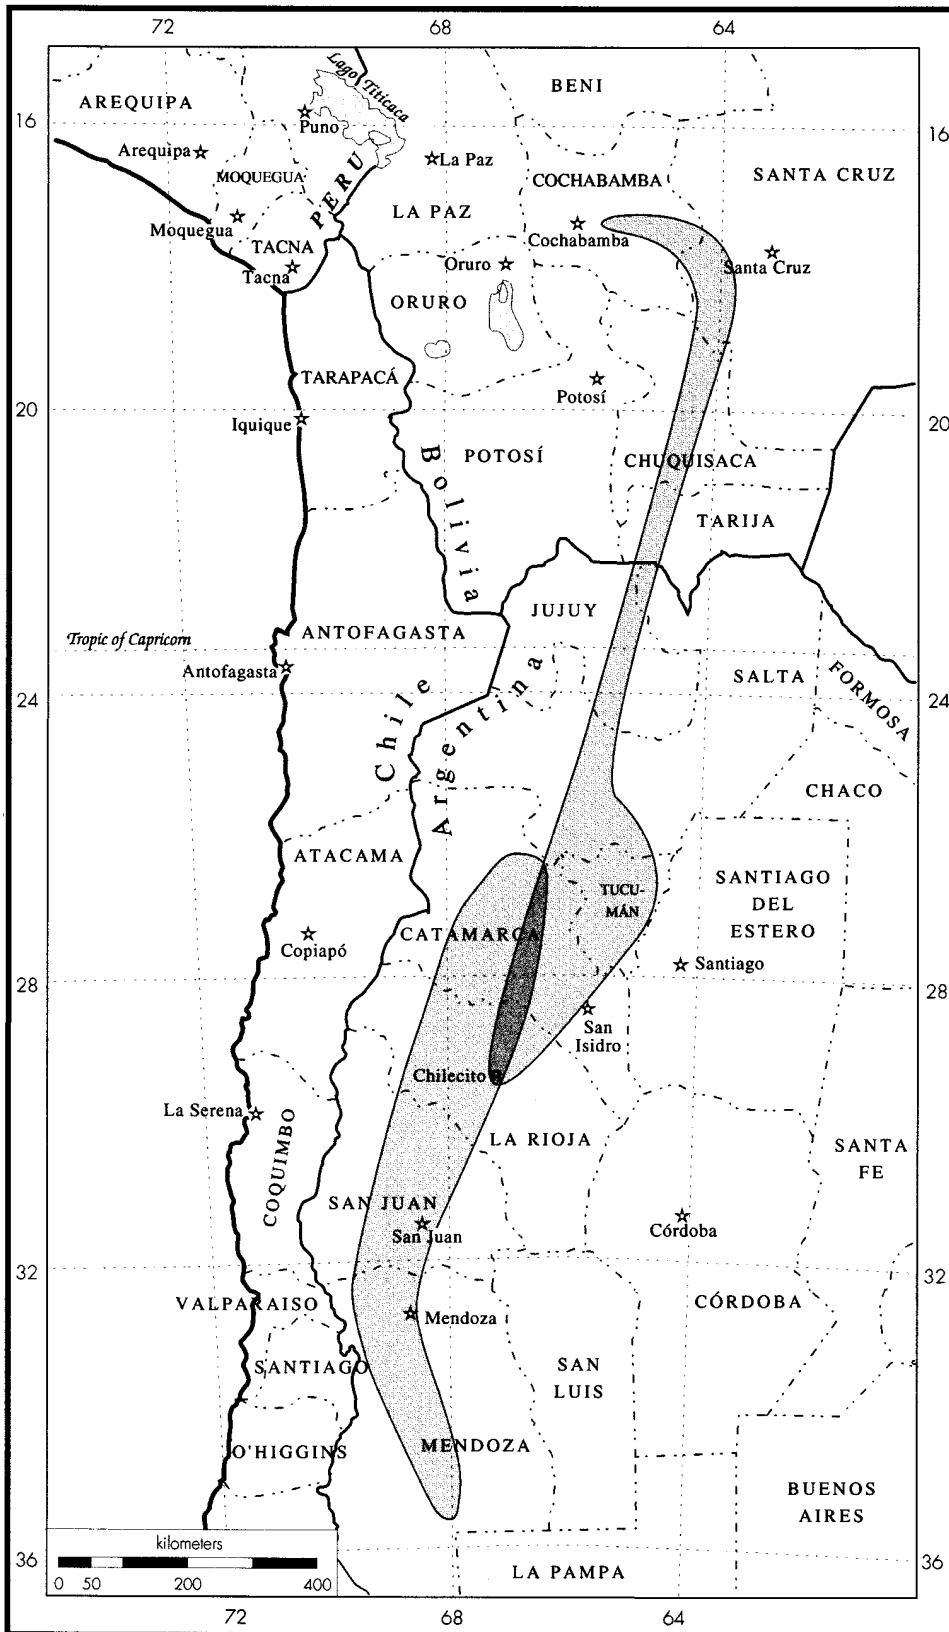 72 68 64
Lago Titicaca
BENI
AREQUIPA
16 16
Puno
Arequipa
La Paz
MOQUEGUA
COCHABAMBA
SANTA CRUZ
PERU
LA PAZ
Moquegua
Cochabamba
TACNA
Tacna
Oruro
Santa Cruz
ORURO
TARAPACÁ
Potosí
20 20
Iquique
Bolivia
POTOSÍ
CHUQUISACA
TARIJA
JUJUY
Tropic of Capricorn
ANTOFAGASTA
Antofagasta
SALTA
FORMOSA
24 24
Chile
Argentina
CHACO
ATACAMA
TUCU-
MÁN
SANTIAGO
DEL
ESTERO
CATAMARCA
Copiapó
Santiago
28 28
San
Isidro
Chilecito
La Serena
COQUIMBO
LA RIOJA
SANTA
FE
SAN JUAN
San Juan
Córdoba
32 32
VALPARAISO
Mendoza
CÓRDOBA
SANTIAGO
SAN
LUIS
O'HIGGINS
MENDOZA
BUENOS
AIRES
kilometers
0 50 200 400
36 36
LA PAMPA
72 68 64